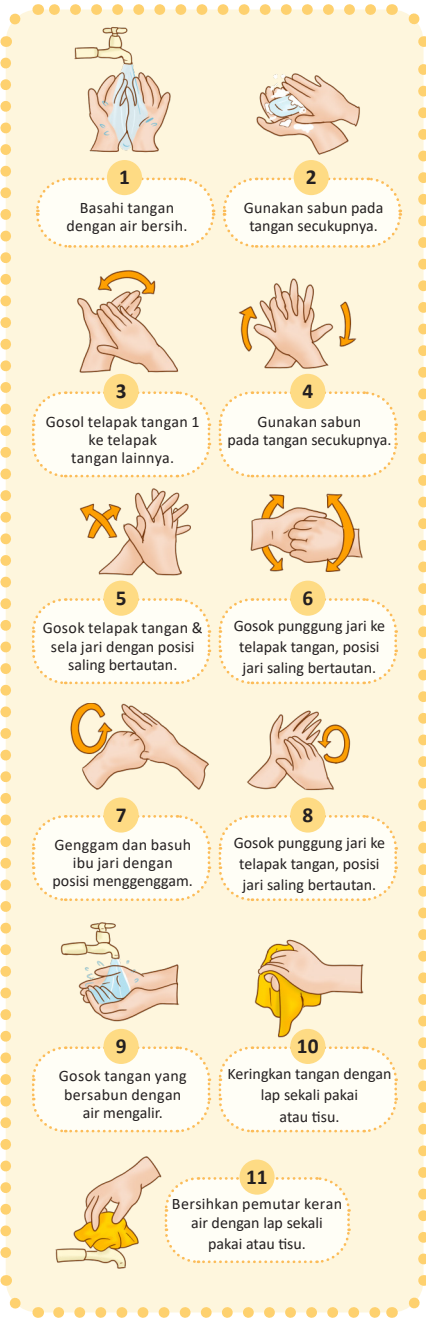 1
Basahi tangan
dengan air bersih.
2
Gunakan sabun pada
tangan secukupnya.
3
Gosol telapak tangan 1
ke telapak
tangan lainnya.
4
Gunakan sabun
pada tangan secukupnya.
5
Gosok telapak tangan &
sela jari dengan posisi
saling bertautan.
6
Gosok punggung jari ke
telapak tangan, posisi
jari saling bertautan.
7
Genggam dan basuh
ibu jari dengan
posisi menggenggam.
8
Gosok punggung jari ke
telapak tangan, posisi
jari saling bertautan.
9
Gosok tangan yang
bersabun dengan
air mengalir.
10
Keringkan tangan dengan
lap sekali pakai
atau tisu.
11
Bersihkan pemutar keran
air dengan lap sekali
pakai atau tisu.